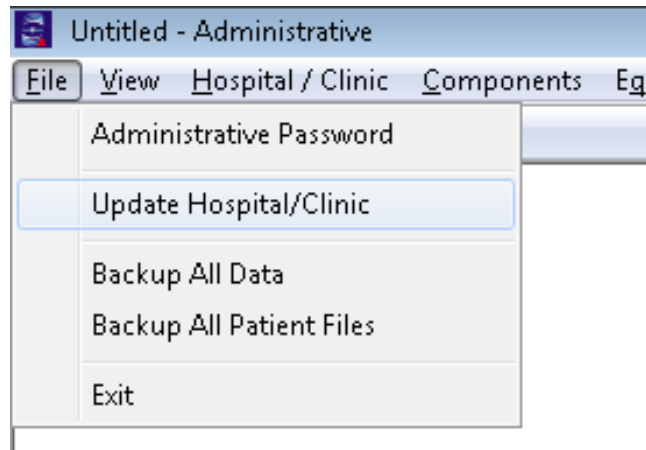 Untitled - Administrative
File View Hospital / Clinic Components Eq
Administrative Password
Update Hospital/Clinic
Backup All Data
Backup All Patient Files
Exit